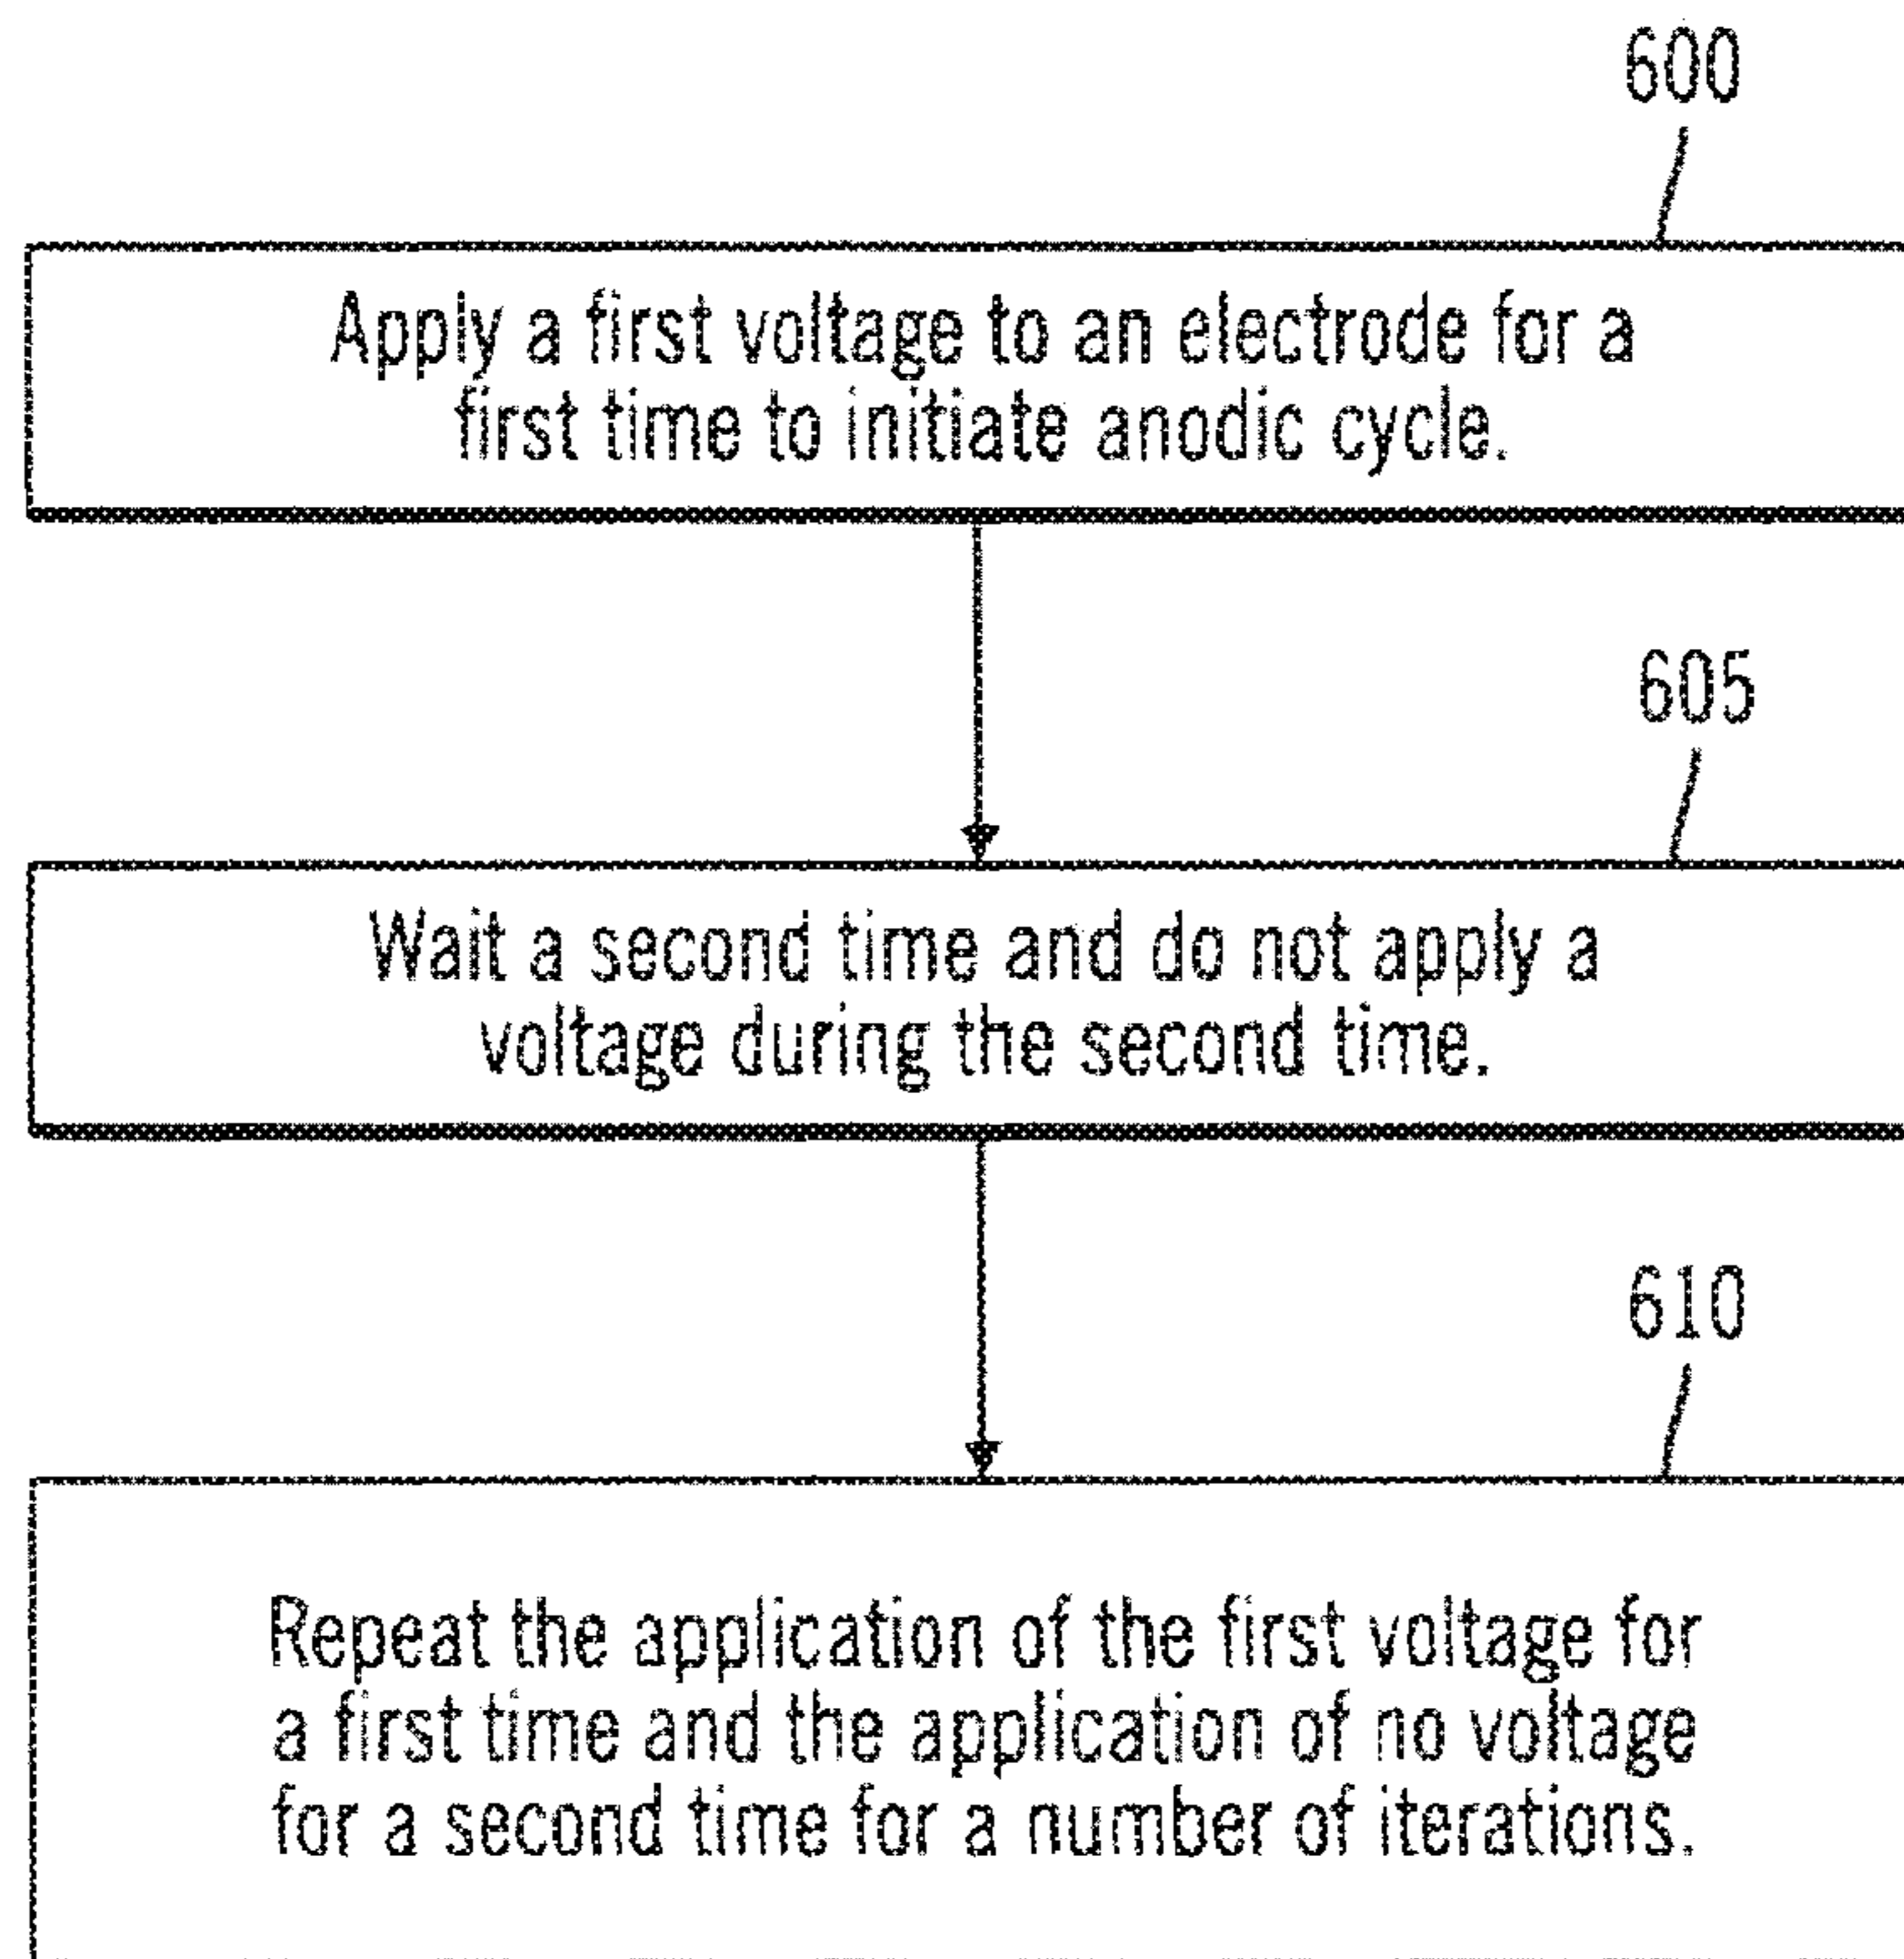 600
Apply a first voltage to an electrode for a
first time to initiate anodic cycle.
605
Wait a second time and do not apply a
voltage during the second time.
610
Repeat the application of the first voltage for
a first time and the application of no voltage
for a second time for a number of iterations.